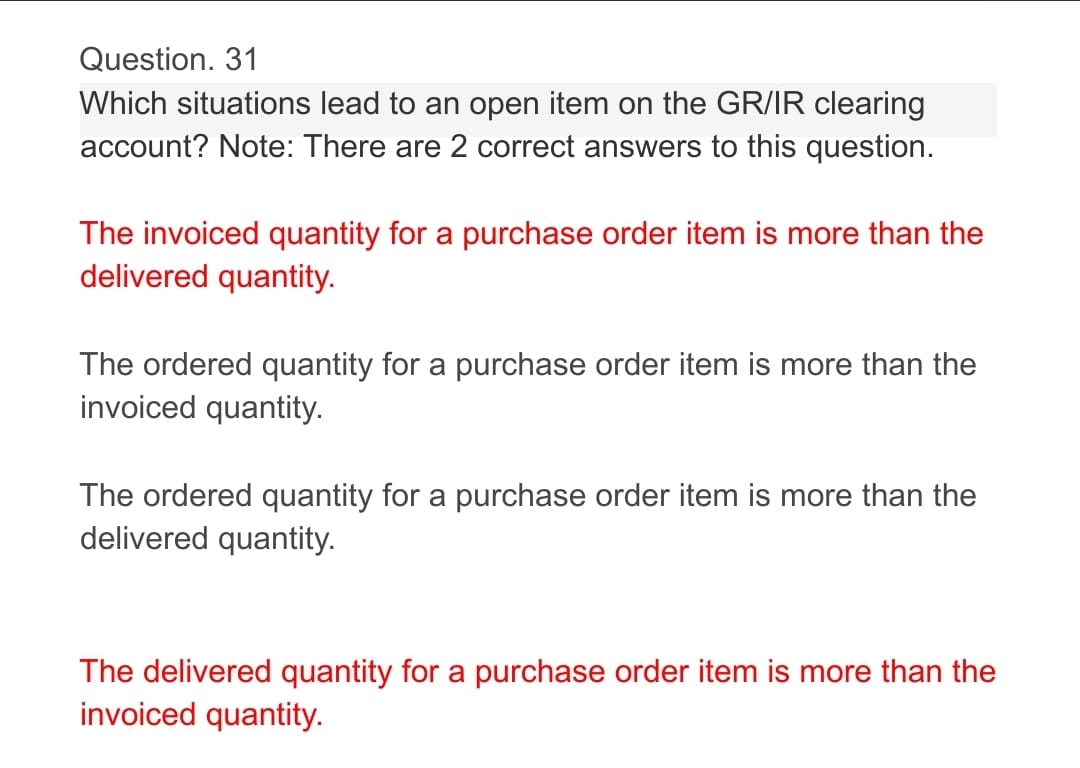 Question. 31
Which situations lead to an open item on the GR/IR clearing
account? Note: There are 2 correct answers to this question.
The invoiced quantity for a purchase order item is more than the
delivered quantity.
The ordered quantity for a purchase order item is more than the
invoiced quantity.
The ordered quantity for a purchase order item is more than the
delivered quantity.
The delivered quantity for a purchase order item is more than the
invoiced quantity.